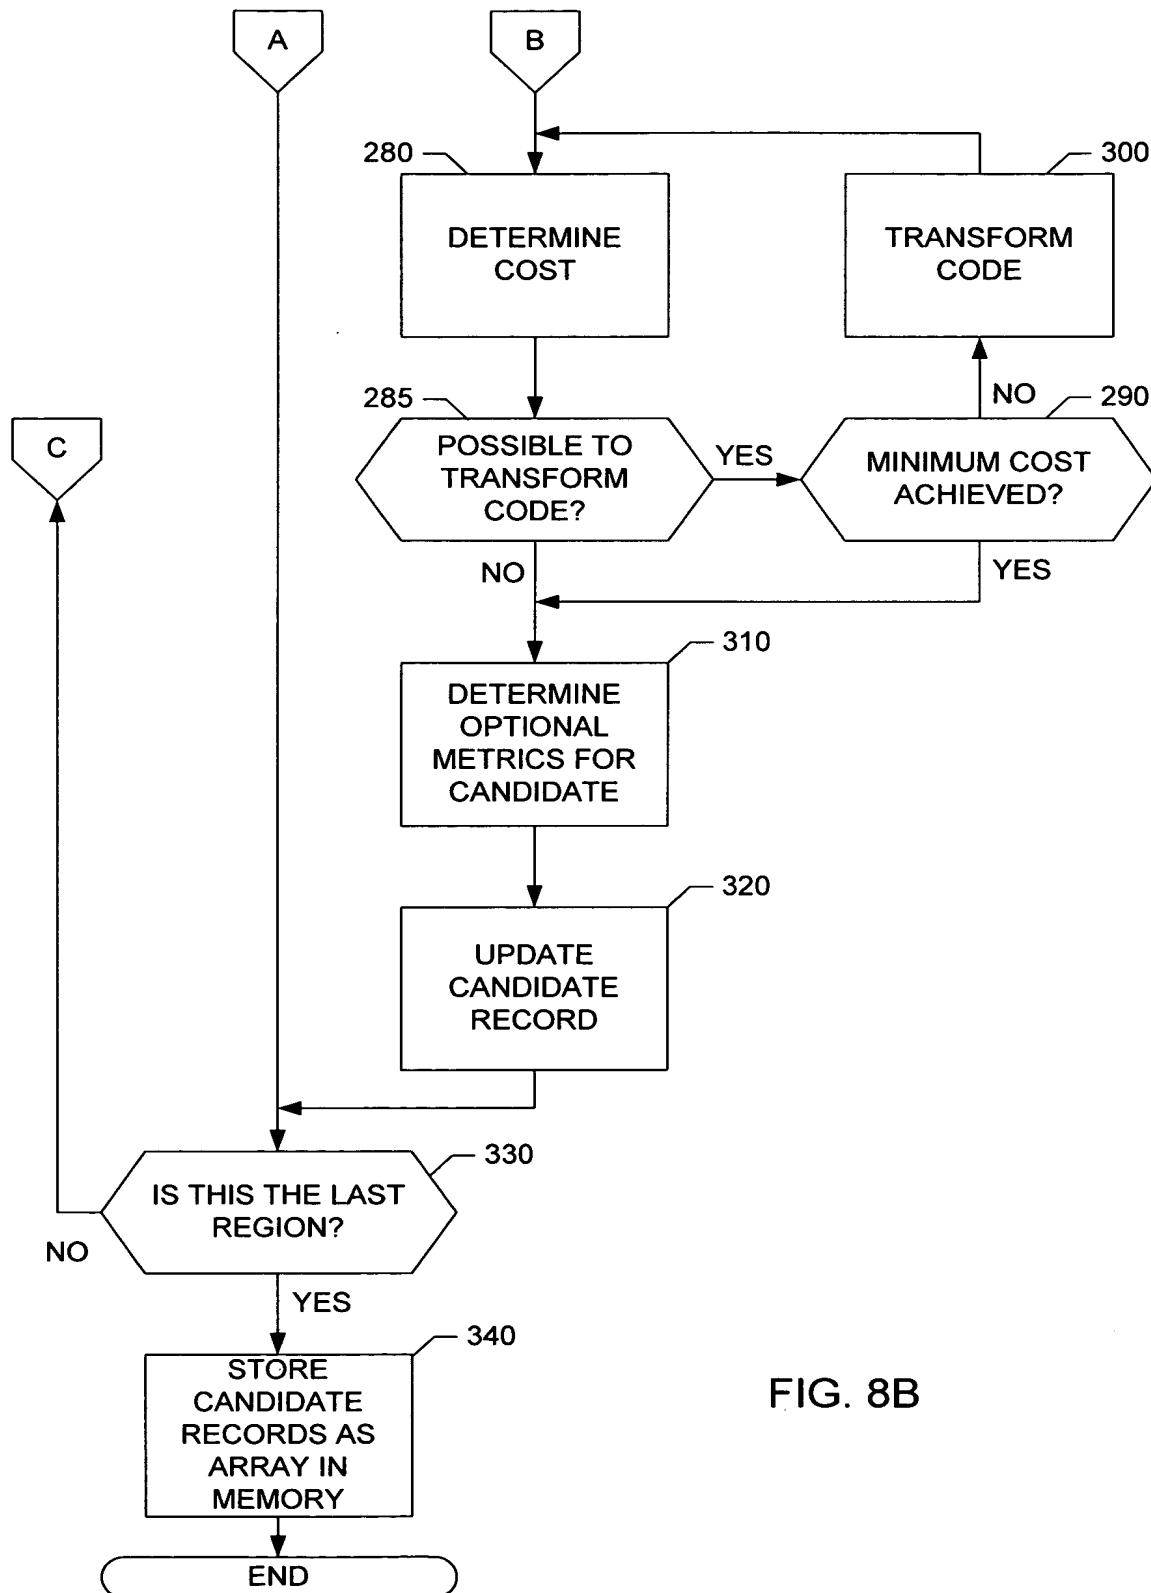 A
B
280
300
DETERMINE
COST
TRANSFORM
CODE
285
NO
290
C
POSSIBLE TO
TRANSFORM
CODE?
YES
MINIMUM COST
ACHIEVED?
NO
YES
310
DETERMINE
OPTIONAL
METRICS FOR
CANDIDATE
320
UPDATE
CANDIDATE
RECORD
330
IS THIS THE LAST
REGION?
NO
YES
340
STORE
CANDIDATE
RECORDS AS
ARRAY IN
MEMORY
FIG. 8B
END